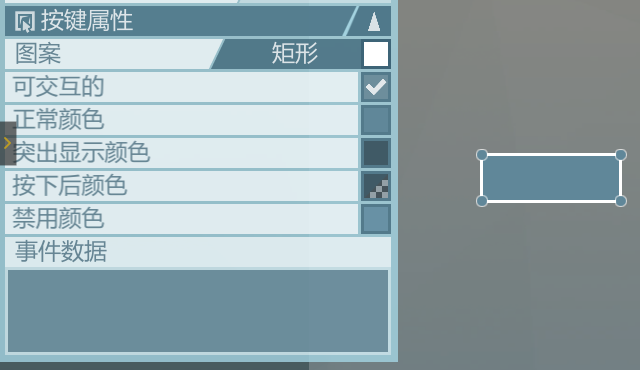 按键属性
图案 矩形
可交互的
正常颜色
突出显示颜色
按下后颜色
禁用颜色
事件数据